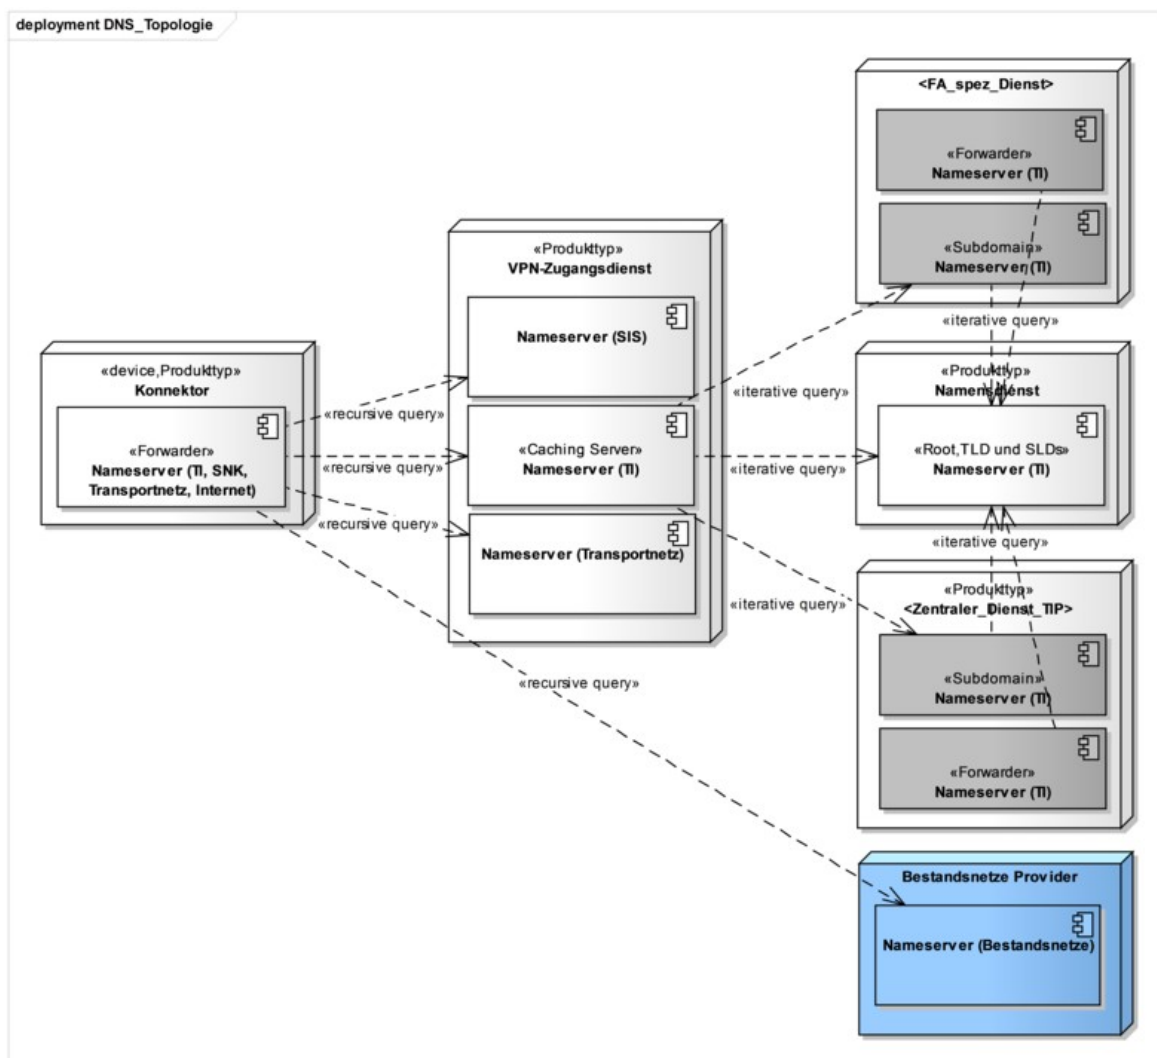 deployment DNS_Topologie
<FA_spez_Dienst>
«Forwarder»
Nameserver (TI)
«Subdomain»
Nameserver (TI)
«iterative query»
«Produkttyp»
VPN-Zugangsdienst
Nameserver (SIS)
«Caching Server»
Nameserver (TI)
Nameserver (Transportnetz)
«device,Produkttyp»
Konnektor
«Forwarder»
Nameserver (TI, SNK,
Transportnetz, Internet)
«recursive query»
«recursive query»
«recursive query»
«recursive query»
«iterative query»
«iterative query»
«iterative query»
«Produkttyp»
Namensdienst
«Root,TLD und SLDs»
Nameserver (TI)
«iterative query»
«Produkttyp»
<Zentraler_Dienst_TIP>
«Subdomain»
Nameserver (TI)
«Forwarder»
Nameserver (TI)
Bestandsnetze Provider
Nameserver (Bestandsnetze)